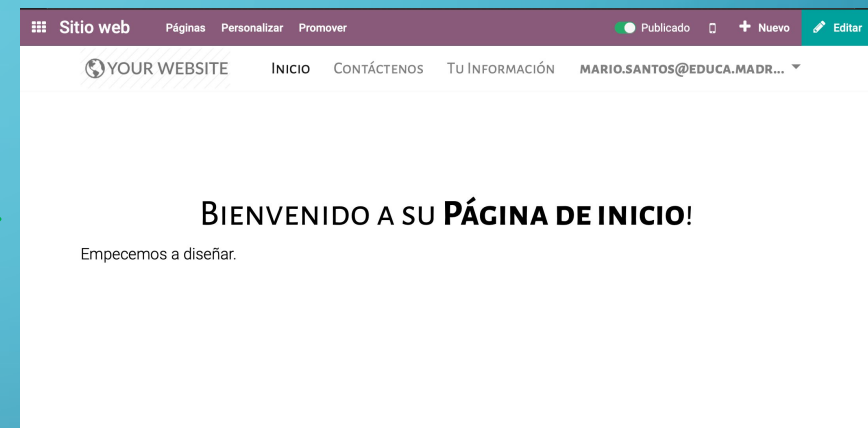 Sitio web Páginas Personalizar Promover Publicado Nuevo Editar
YOUR WEBSITE INICIO CONTÁCTENOS TU INFORMACIÓN MARIO.SANTOS@EDUCA.MADR...
BIENVENIDO A SU PÁGINA DE INICIO!
Empecemos a diseñar.